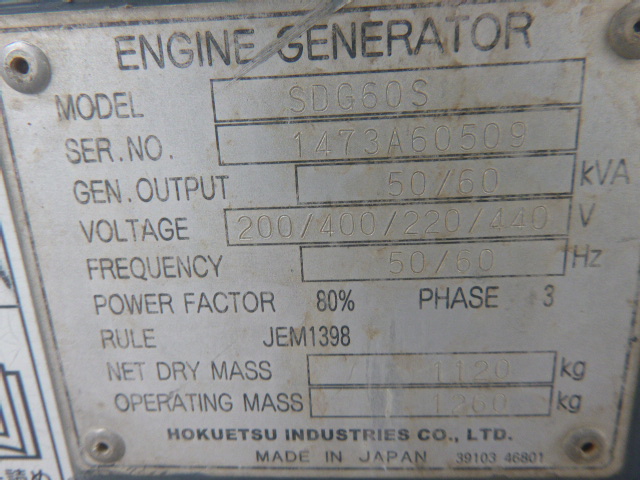 ENGINE GENERATOR
MODEL SDG60S
SER.NO. 1473A60509
GEN.OUTPUT 50/60 kVA
VOLTAGE 200/400/220/440 V
FREQUENCY 50/60 Hz
POWER FACTOR 80% PHASE 3
RULE JEM1398
NET DRY MASS 1120 kg
OPERATING MASS 1260 kg
HOKUETSU INDUSTRIES CO., LTD.
MADE IN JAPAN 39103 46801